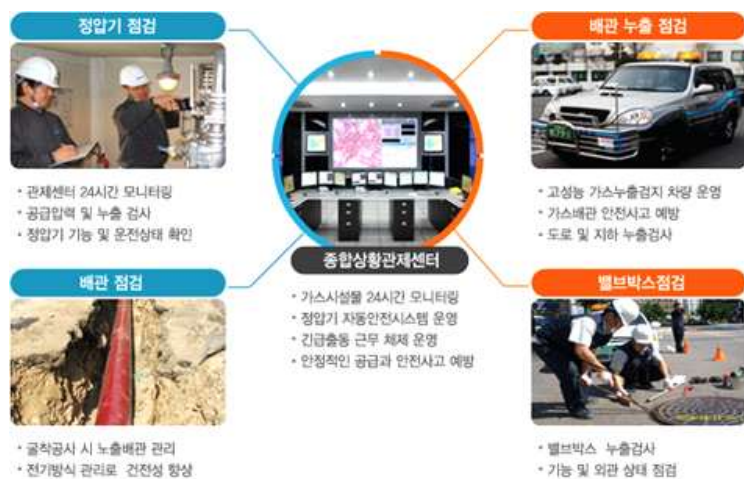 정압기 점검
• 관제센터 24시간 모니터링
• 공급압력 및 누출 검사
• 정압기 기능 및 운전상태 확인
배관 누출 점검
• 고성능 가스누출검지 차량 운영
• 가스배관 안전사고 예방
• 도로 및 지하 누출검사
종합상황관제센터
• 가스시설물 24시간 모니터링
• 정압기 자동안전시스템 운영
• 긴급출동 근무 체제 운영
• 안정적인 공급과 안전사고 예방
배관 점검
• 굴착공사 시 노출배관 관리
• 전기방식 관리로 건전성 향상
밸브박스점검
• 밸브박스 누출검사
• 기능 및 외관 상태 점검